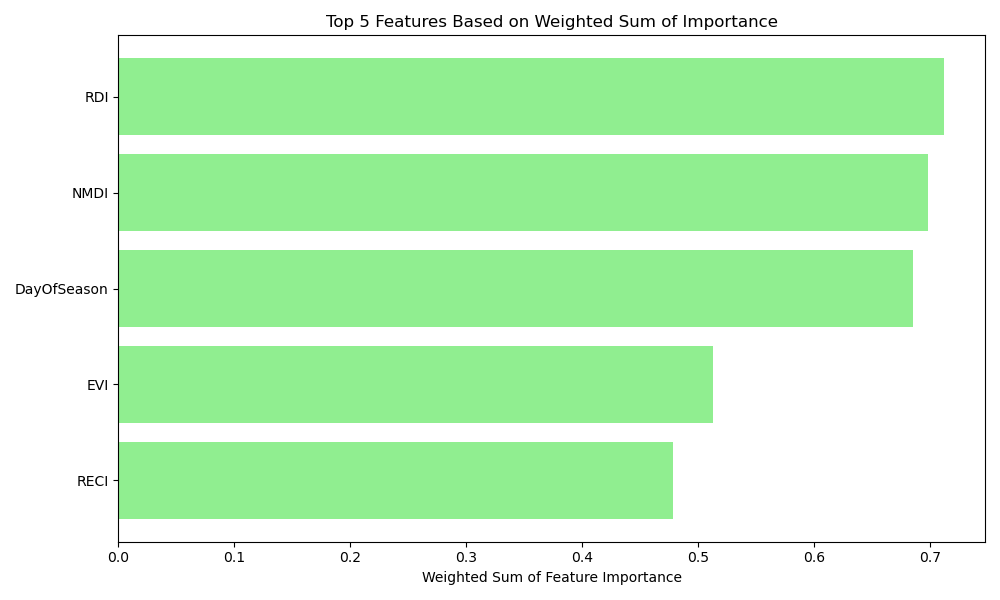 Top 5 Features Based on Weighted Sum of Importance
RDI
NMDI
DayOfSeason
EVI
RECI
0.0 0.1 0.2 0.3 0.4 0.5 0.6 0.7
Weighted Sum of Feature Importance